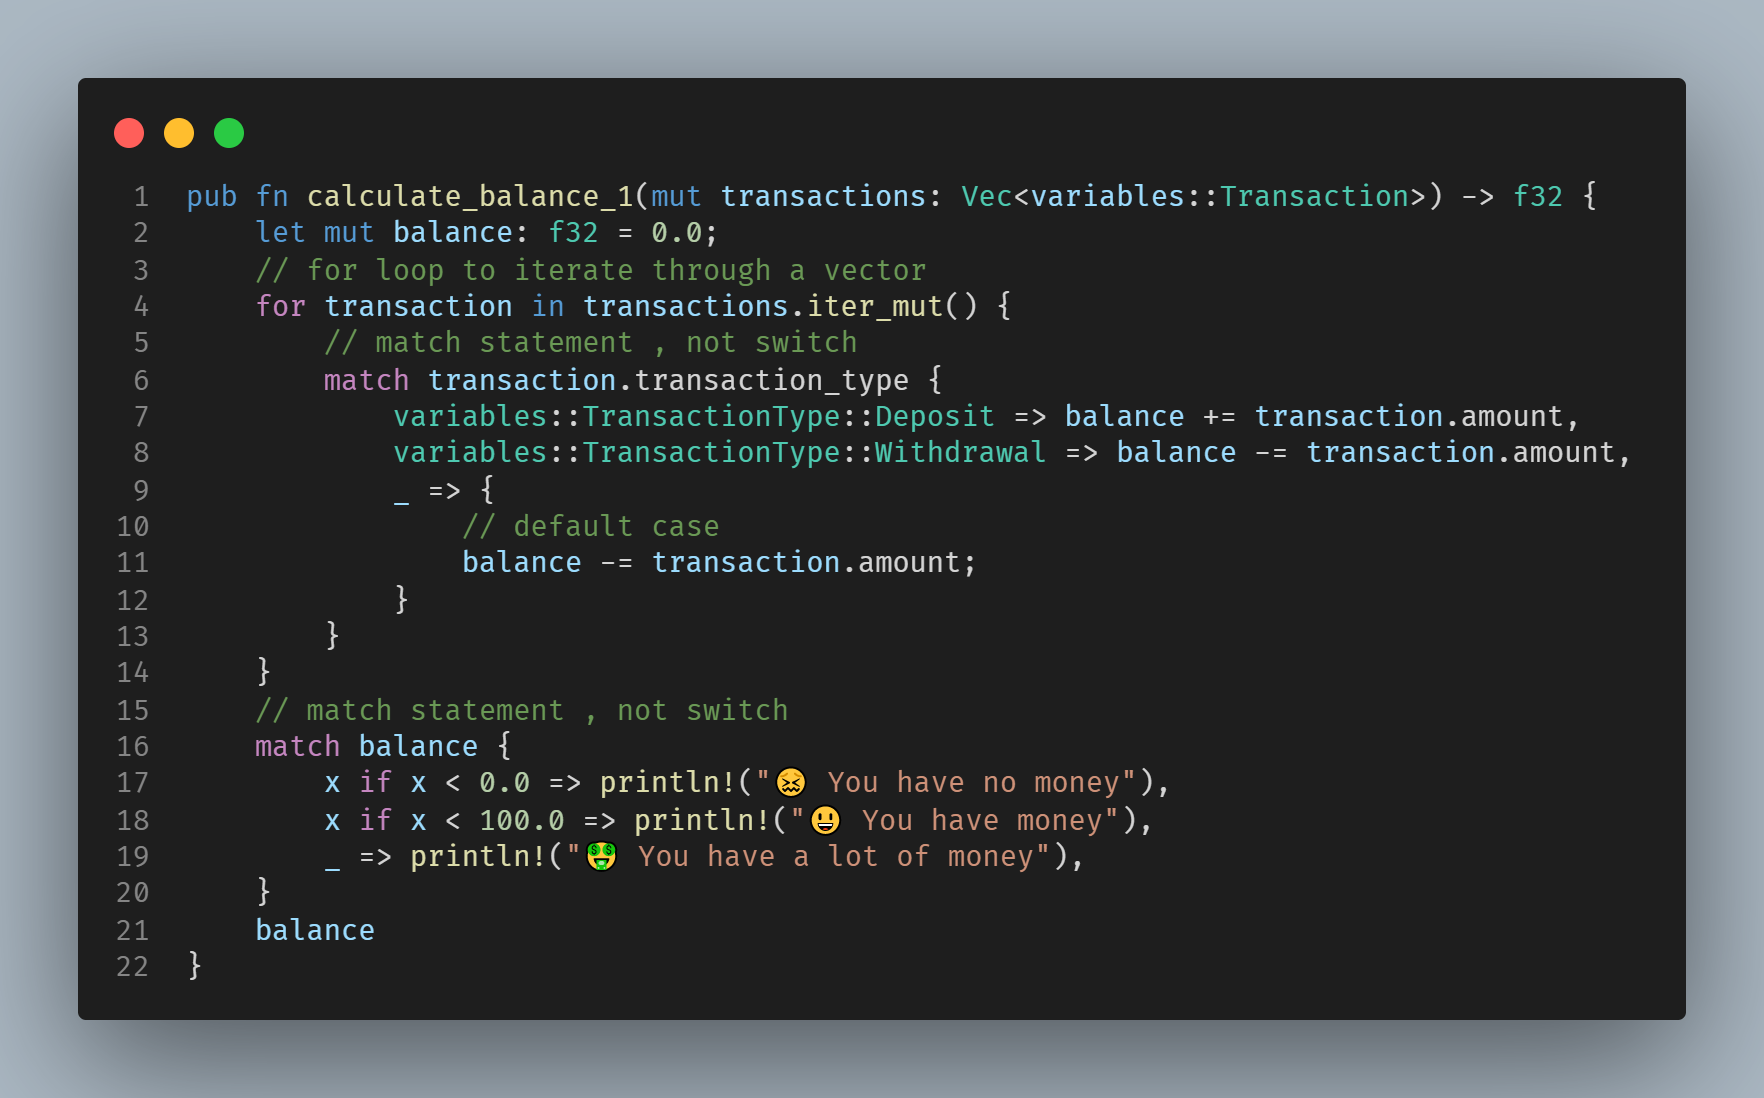 1 pub fn calculate_balance_1(mut transactions: Vec<variables::Transaction>) -> f32 {
2     let mut balance: f32 = 0.0;
3     // for loop to iterate through a vector
4     for transaction in transactions.iter_mut() {
5         // match statement , not switch
6         match transaction.transaction_type {
7             variables::TransactionType::Deposit => balance += transaction.amount,
8             variables::TransactionType::Withdrawal => balance -= transaction.amount,
9             _ => {
10                 // default case
11                 balance -= transaction.amount;
12             }
13         }
14     }
15     // match statement , not switch
16     match balance {
17         x if x < 0.0 => println!("😖 You have no money"),
18         x if x < 100.0 => println!("😀 You have money"),
19         _ => println!("🤑 You have a lot of money"),
20     }
21     balance
22 }